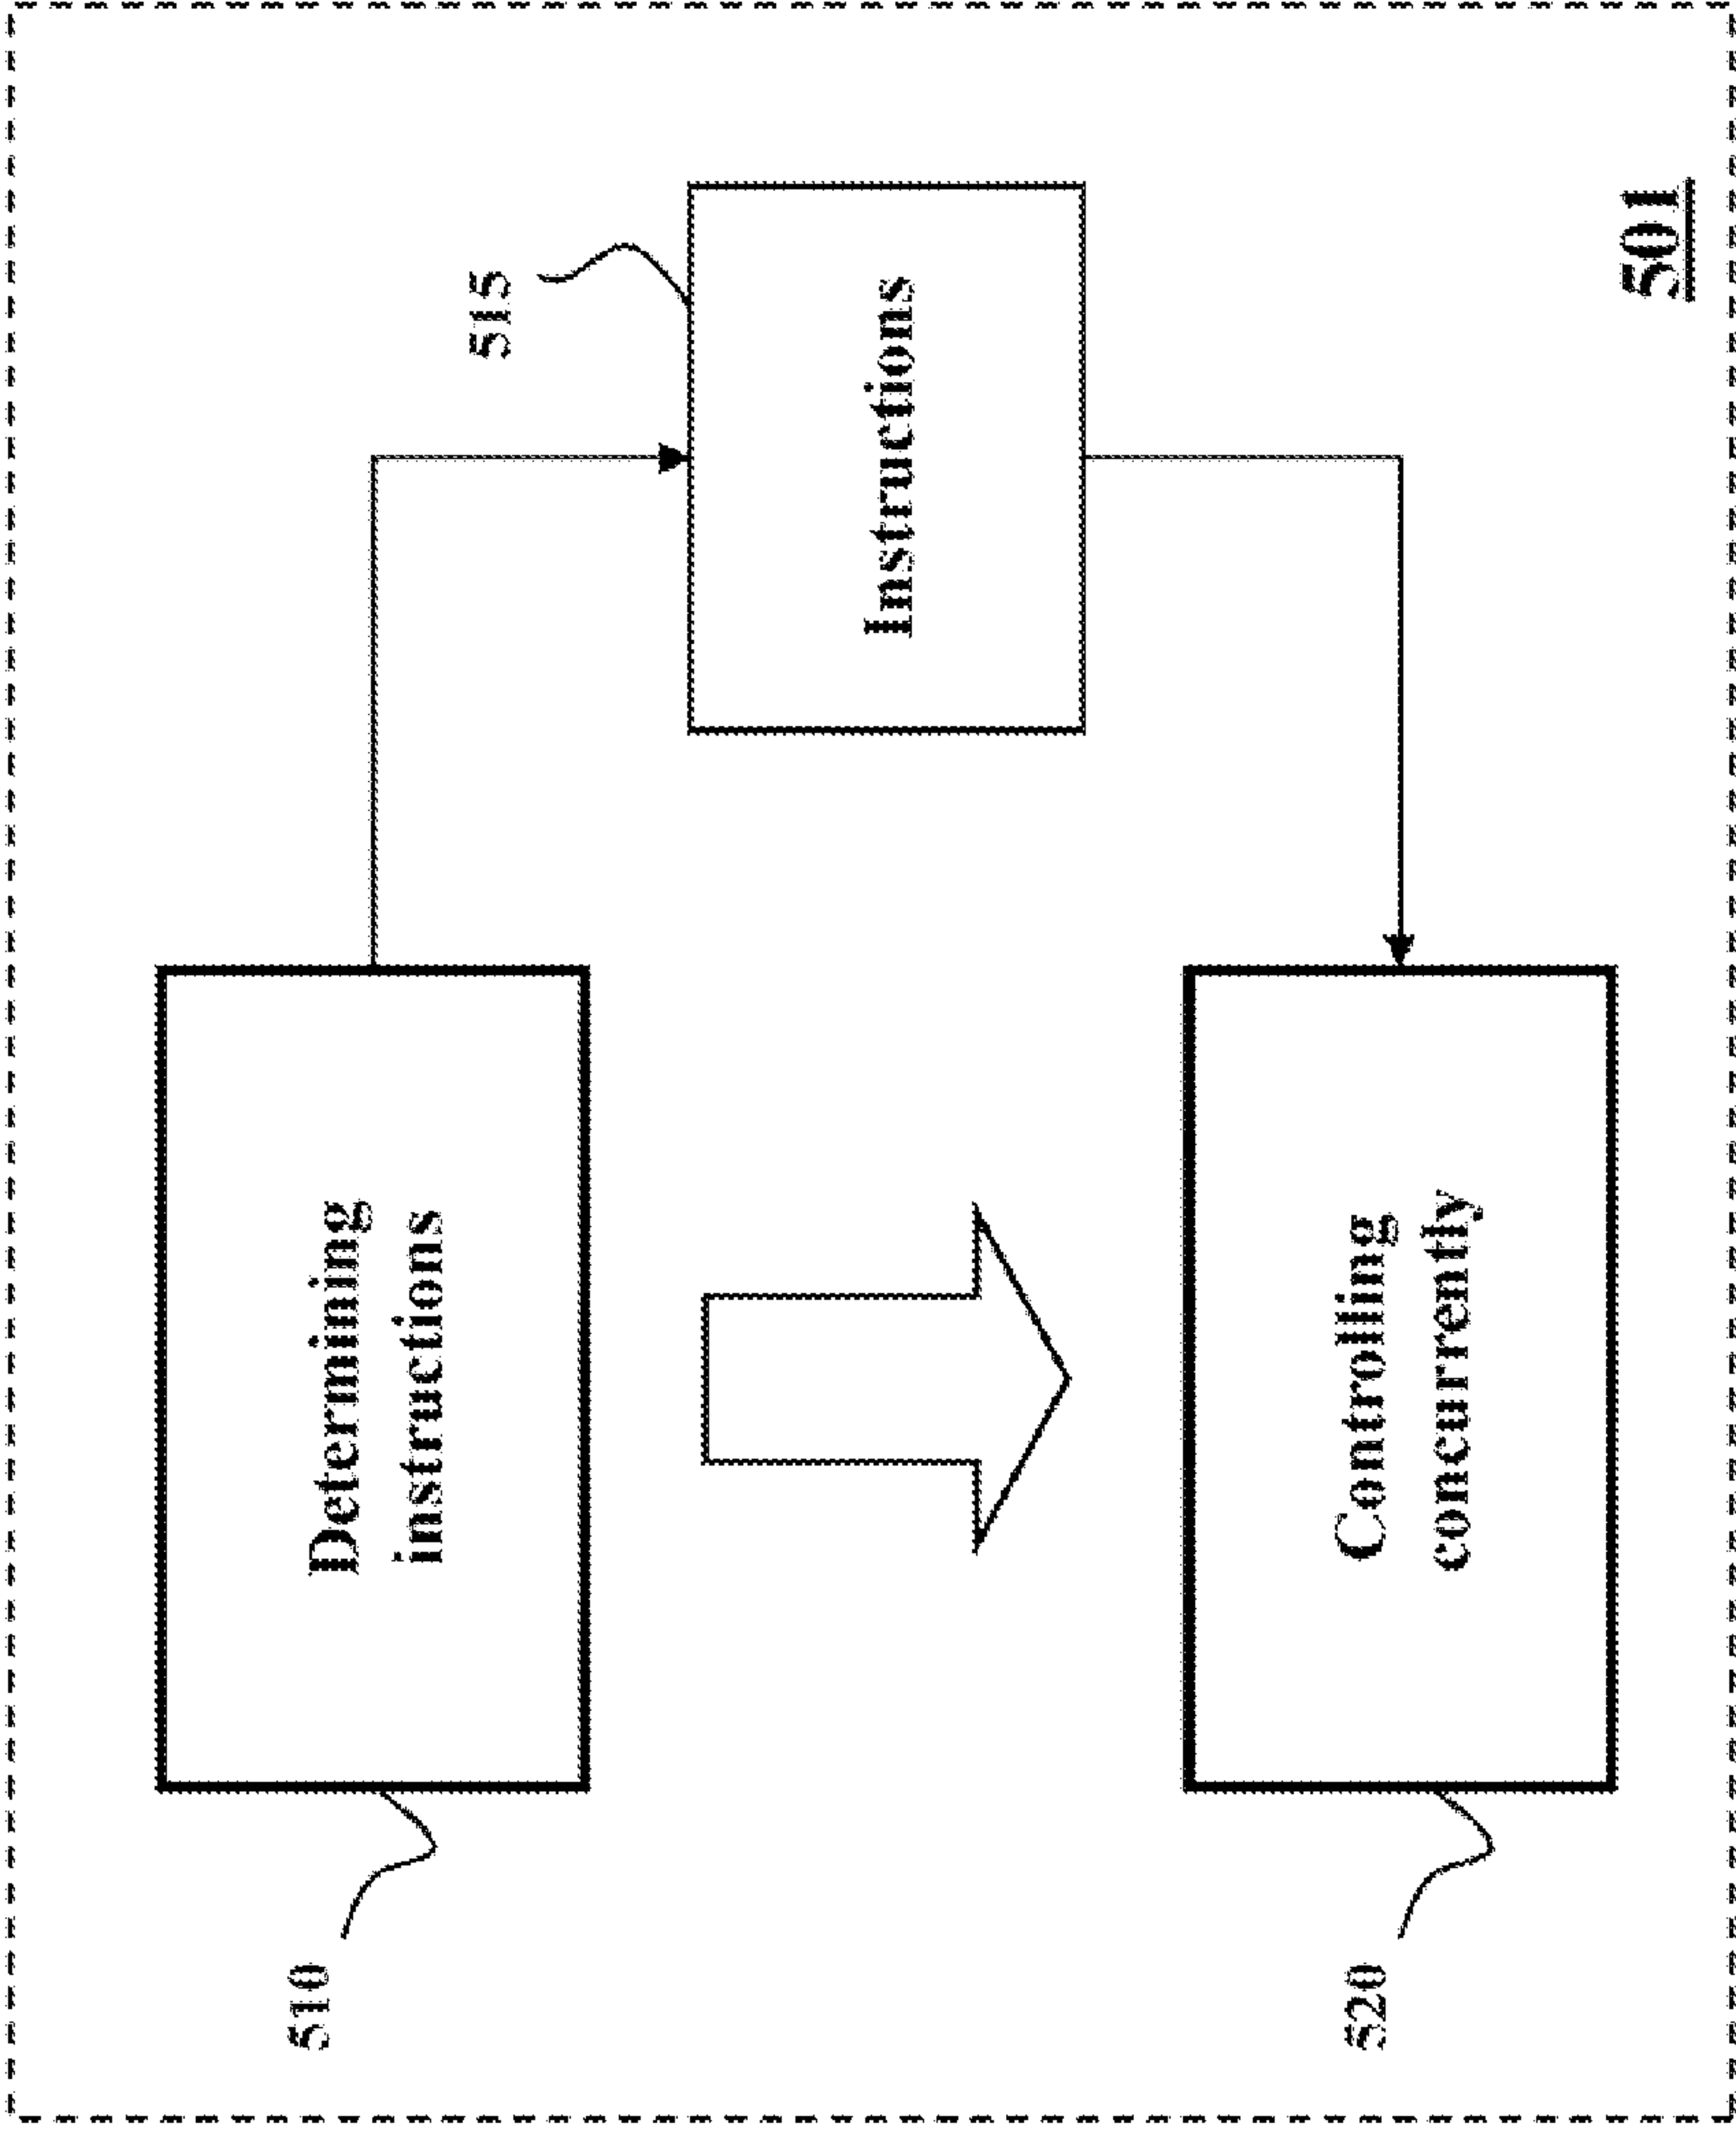 510
Determining
instructions
515
Instructions
520
Controlling
concurrently
501